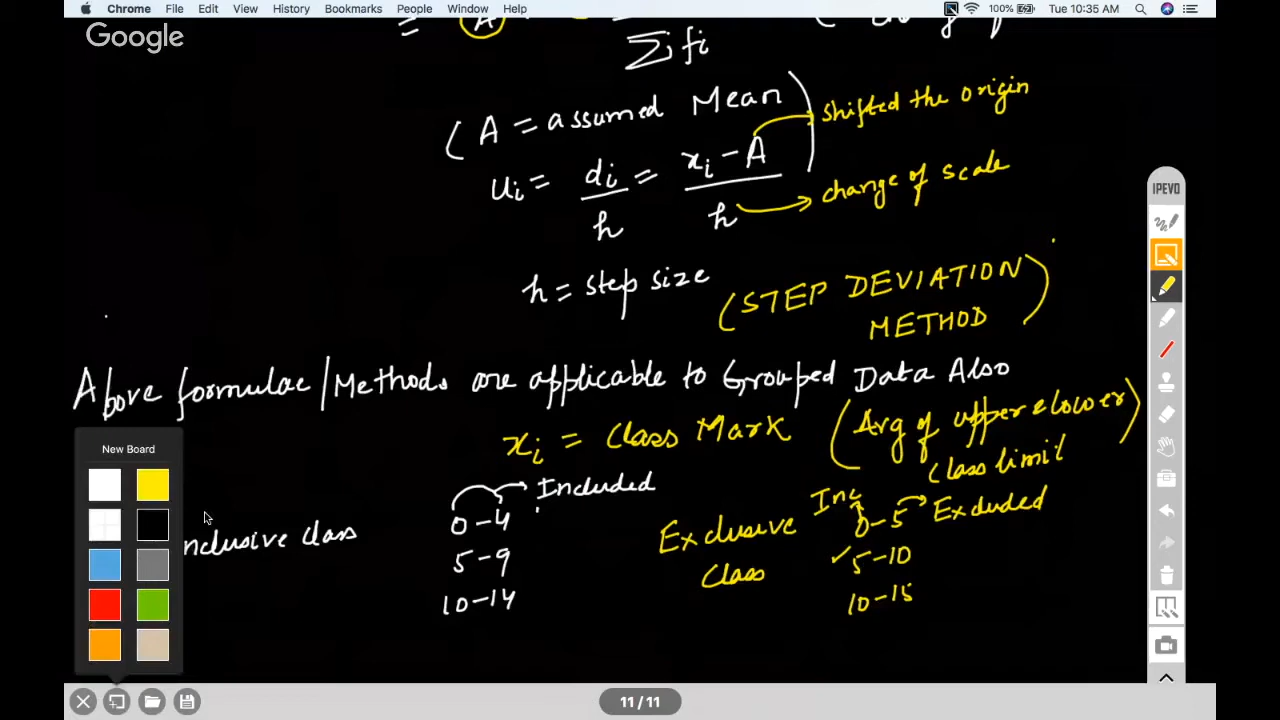 Chrome File Edit View History Bookmarks People Window Help 100% Tue 10:35 AM
Google
= A
∑ fi
( A = assumed Mean )
shifted the origin
ui = di/h = xi - A/h
change of scale
h = step size
(STEP DEVIATION METHOD)
IPEVO
Above formulae/Methods are applicable to Grouped Data Also
xi = Class Mark (Avg of upper & lower class limit)
New Board
nclusive class
Included
0-4
5-9
10-14
Exclusive Class
Inc
0-5 Excluded
5-10
10-15
11 / 11